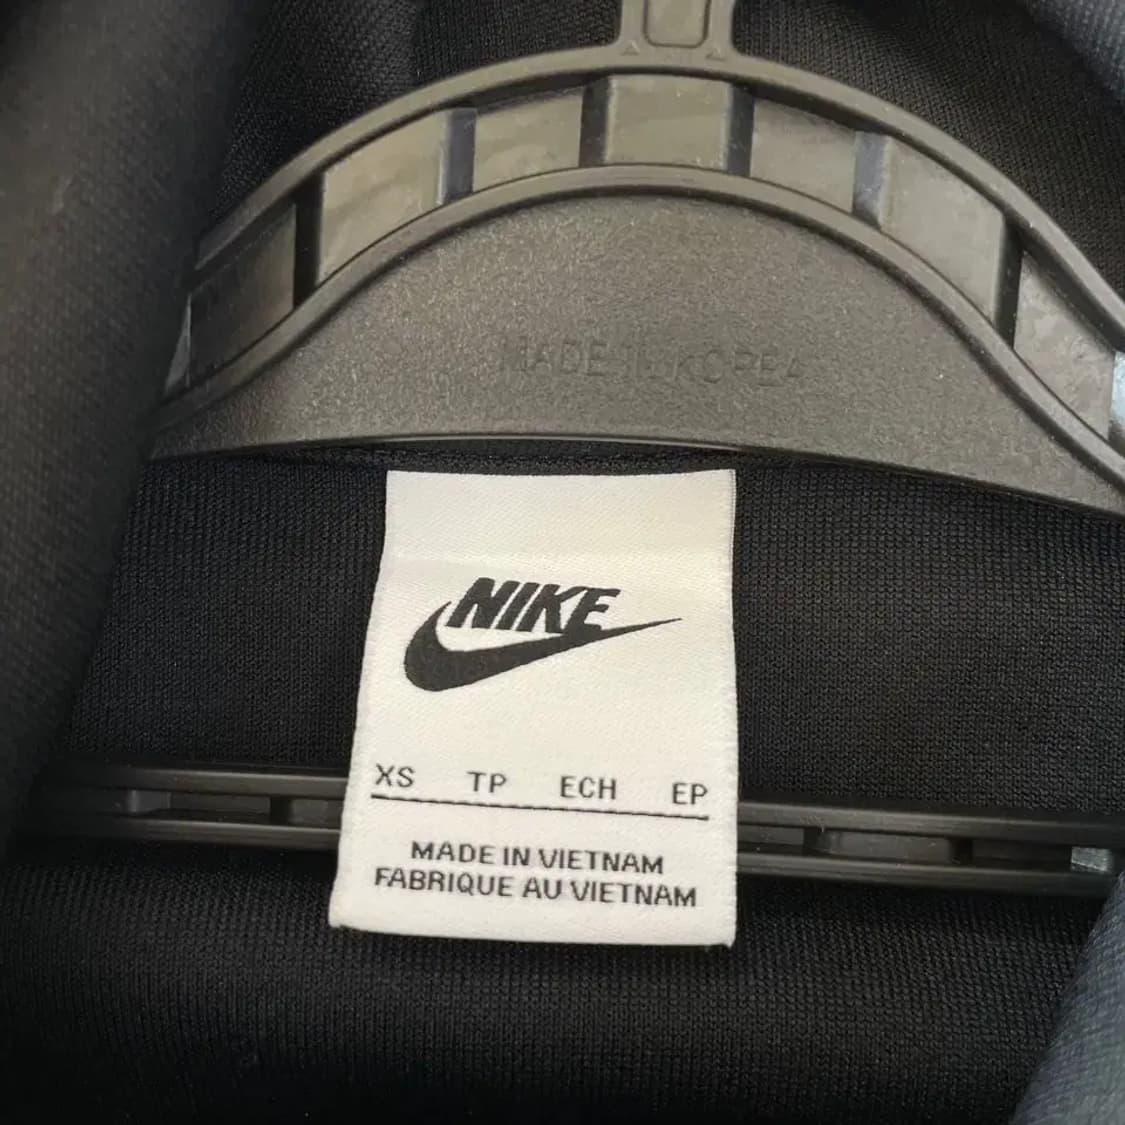 MADE IN KOREA
NIKE
XS TP ECH EP
MADE IN VIETNAM
FABRIQUE AU VIETNAM